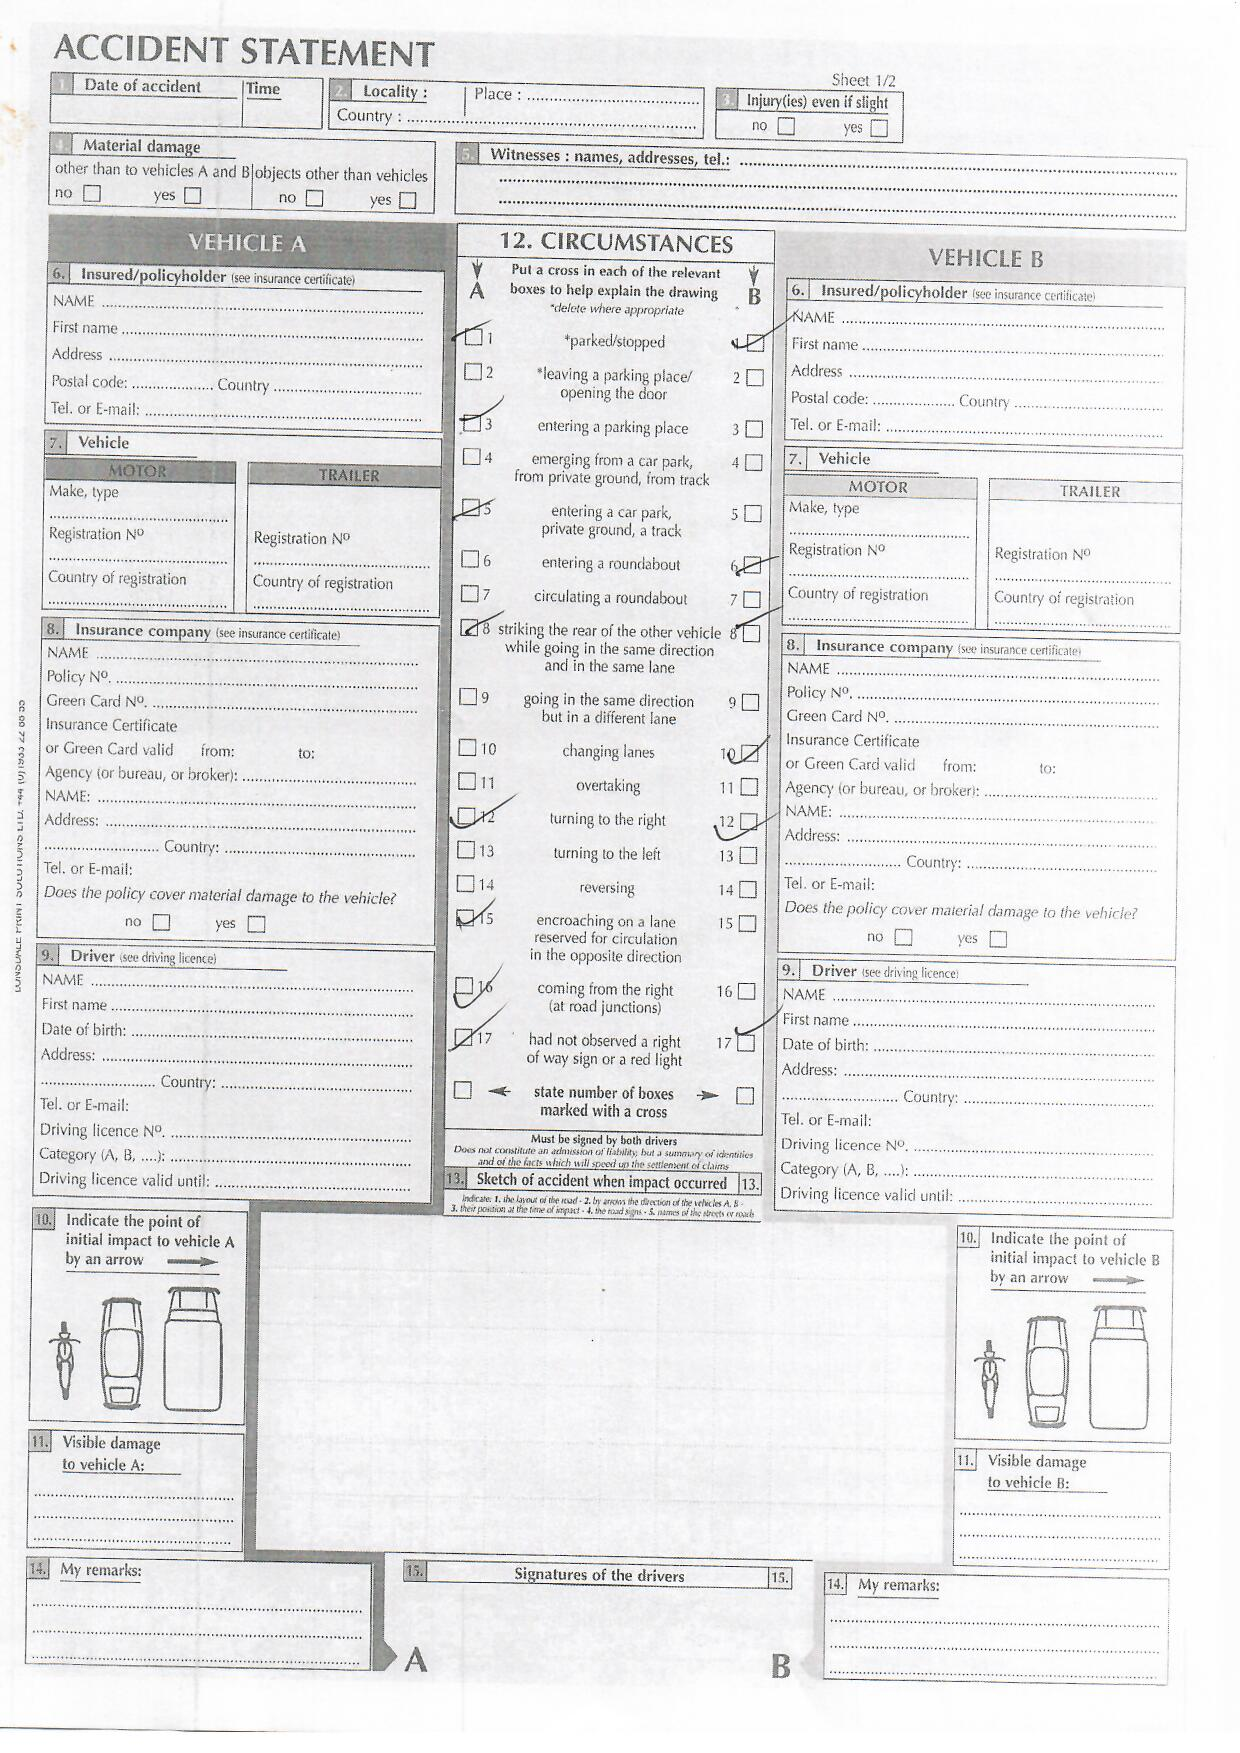 ACCIDENT STATEMENT
Sheet 1/2
1. Date of accident Time
2. Locality : Place : ................
Country : ................
3. Injury(ies) even if slight
no yes
4. Material damage
other than to vehicles A and B objects other than vehicles
no yes no yes
5. Witnesses : names, addresses, tel.: ................
VEHICLE A
6. Insured/policyholder (see insurance certificate)
NAME ................
First name ................
Address ................
Postal code: ................ Country ................
Tel. or E-mail: ................
7. Vehicle
MOTOR TRAILER
Make, type
Registration Nº Registration Nº
Country of registration Country of registration
8. Insurance company (see insurance certificate)
NAME ................
Policy Nº. ................
Green Card Nº. ................
Insurance Certificate
or Green Card valid from: to:
Agency (or bureau, or broker): ................
NAME: ................
Address: ................
................ Country: ................
Tel. or E-mail:
Does the policy cover material damage to the vehicle?
no yes
9. Driver (see driving licence)
NAME ................
First name ................
Date of birth: ................
Address: ................
................ Country: ................
Tel. or E-mail:
Driving licence Nº. ................
Category (A, B, ....): ................
Driving licence valid until: ................
10. Indicate the point of
initial impact to vehicle A
by an arrow
11. Visible damage
to vehicle A:
14. My remarks:
12. CIRCUMSTANCES
A Put a cross in each of the relevant B
boxes to help explain the drawing
*delete where appropriate
1 *parked/stopped 1
2 *leaving a parking place/ 2
opening the door
3 entering a parking place 3
4 emerging from a car park, 4
from private ground, from track
5 entering a car park, 5
private ground, a track
6 entering a roundabout 6
7 circulating a roundabout 7
8 striking the rear of the other vehicle 8
while going in the same direction
and in the same lane
9 going in the same direction 9
but in a different lane
10 changing lanes 10
11 overtaking 11
12 turning to the right 12
13 turning to the left 13
14 reversing 14
15 encroaching on a lane 15
reserved for circulation
in the opposite direction
16 coming from the right 16
(at road junctions)
17 had not observed a right 17
of way sign or a red light
state number of boxes
marked with a cross
Must be signed by both drivers
Does not constitute an admission of liability, but a summary of identities
and of the facts which will speed up the settlement of claims
13. Sketch of accident when impact occurred 13.
Indicate: 1. the layout of the road - 2. by arrows the direction of the vehicles A, B -
3. their position at the time of impact - 4. the road signs - 5. names of the streets or roads
15. Signatures of the drivers 15.
A B
VEHICLE B
6. Insured/policyholder (see insurance certificate)
NAME ................
First name ................
Address ................
Postal code: ................ Country ................
Tel. or E-mail: ................
7. Vehicle
MOTOR TRAILER
Make, type
Registration Nº Registration Nº
Country of registration Country of registration
8. Insurance company (see insurance certificate)
NAME ................
Policy Nº. ................
Green Card Nº. ................
Insurance Certificate
or Green Card valid from: to:
Agency (or bureau, or broker): ................
NAME: ................
Address: ................
................ Country: ................
Tel. or E-mail:
Does the policy cover material damage to the vehicle?
no yes
9. Driver (see driving licence)
NAME ................
First name ................
Date of birth: ................
Address: ................
................ Country: ................
Tel. or E-mail:
Driving licence Nº. ................
Category (A, B, ....): ................
Driving licence valid until: ................
10. Indicate the point of
initial impact to vehicle B
by an arrow
11. Visible damage
to vehicle B:
14. My remarks: